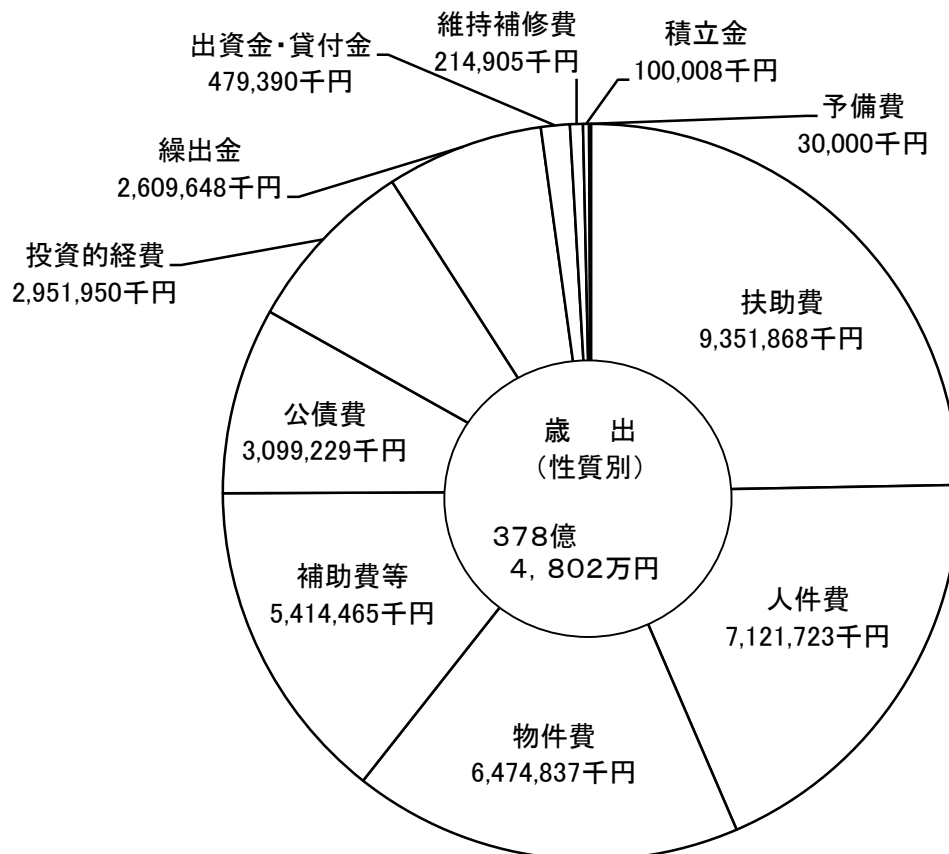 維持補修費
214,905千円
積立金
100,008千円
出資金・貸付金
479,390千円
予備費
30,000千円
繰出金
2,609,648千円
投資的経費
2,951,950千円
扶助費
9,351,868千円
公債費
3,099,229千円
歳 出
(性質別)
378億
4,802万円
補助費等
5,414,465千円
人件費
7,121,723千円
物件費
6,474,837千円